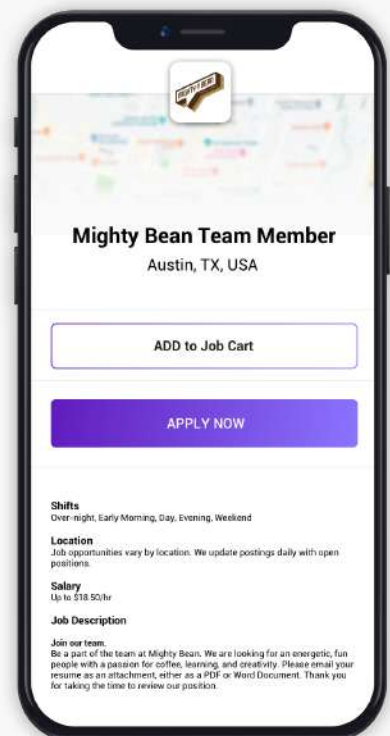 MIGHTY BEAN
Mighty Bean Team Member
Austin, TX, USA
ADD to Job Cart
APPLY NOW
Shifts
Over-night, Early Morning, Day, Evening, Weekend
Location
Job opportunities vary by location. We update postings daily with open
positions.
Salary
Up to $18.50/hr
Job Description
Join our team.
Be a part of the team at Mighty Bean. We are looking for an energetic, fun
people with a passion for coffee, learning, and creativity. Please email your
resume as an attachment, either as a PDF or Word Document. Thank you
for taking the time to review our position.